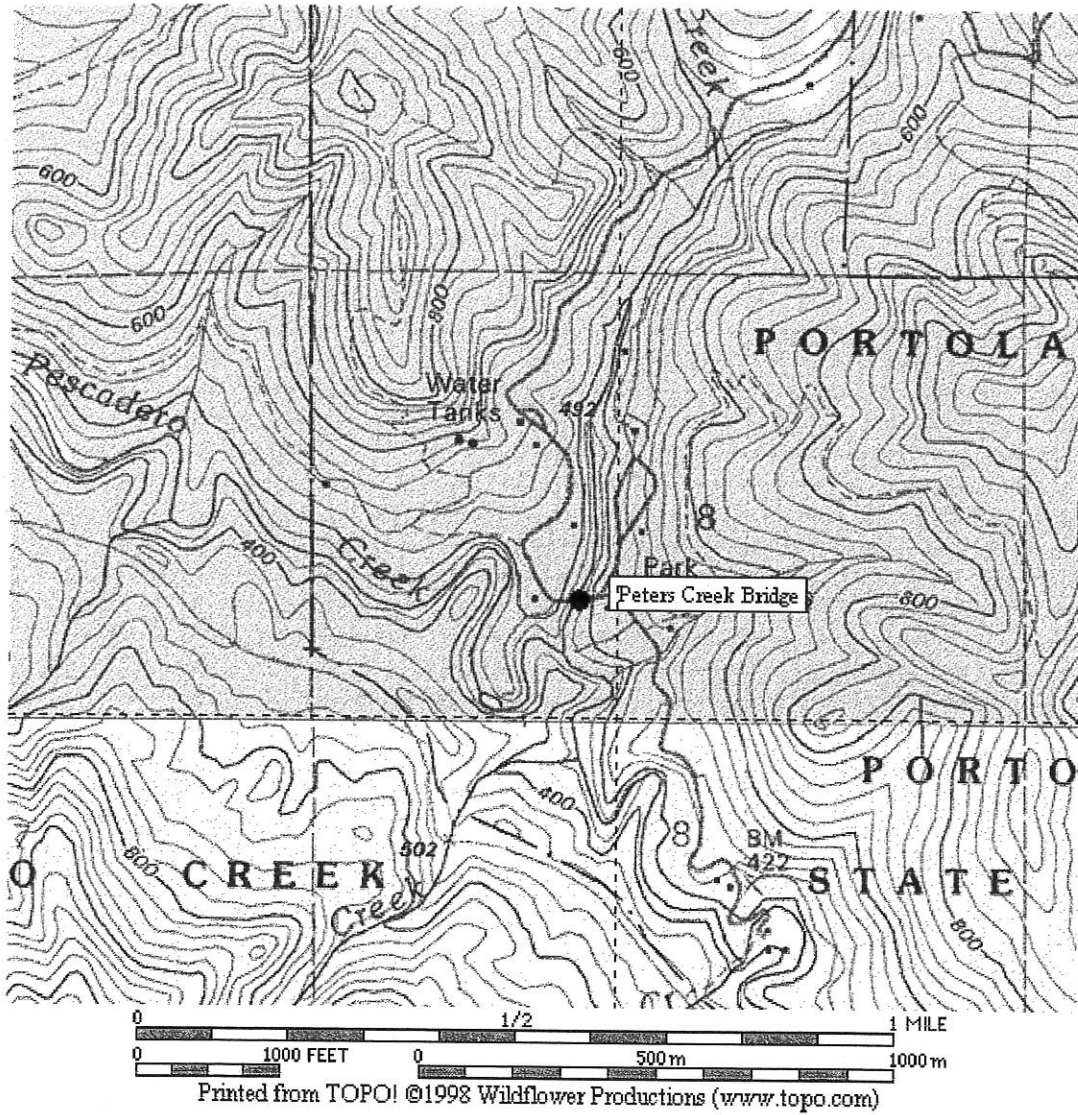 Creek
800
600
600
600
800
PORTOLA
Pescadero
Water
Tanks
492
8
400
Creek
Park
Peters Creek Bridge
800
PORTO
400
7
800
502
8
BM
422
O CREEK
STATE
Creek
800
0 1/2 1 MILE
0 1000 FEET 0 500 m 1000 m
Printed from TOPO! ©1998 Wildflower Productions (www.topo.com)